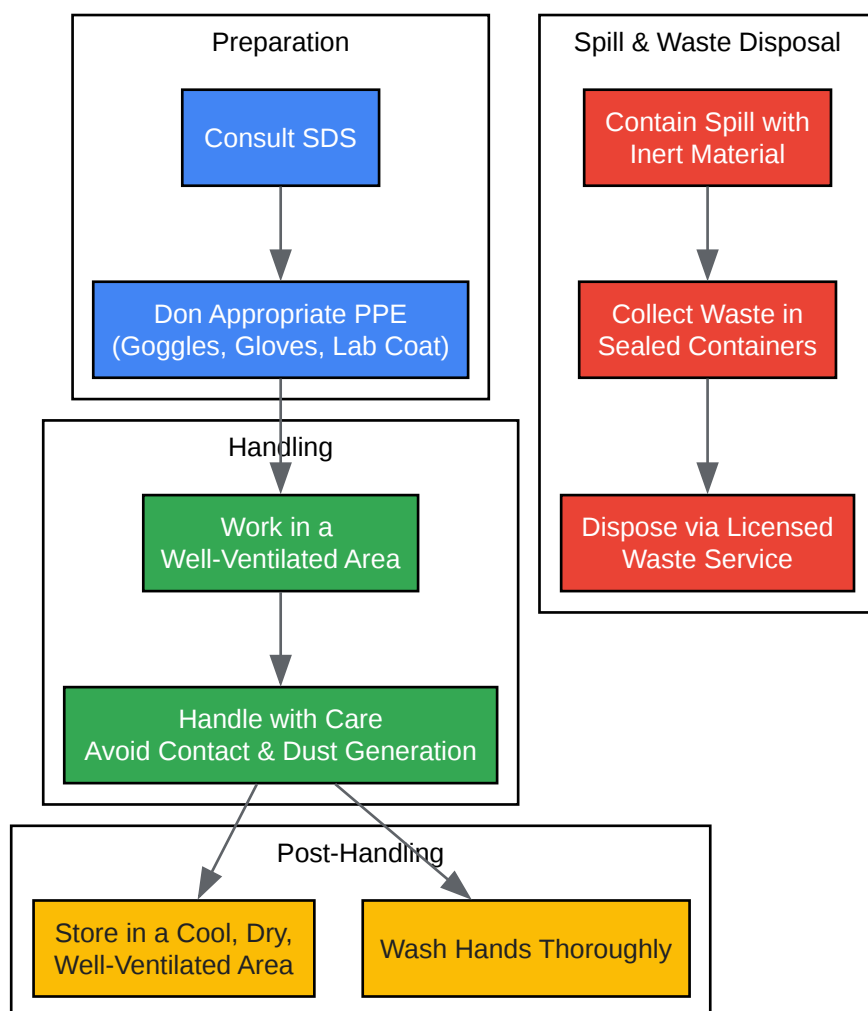 Preparation
Consult SDS
Don Appropriate PPE
(Goggles, Gloves, Lab Coat)
Handling
Work in a
Well-Ventilated Area
Handle with Care
Avoid Contact & Dust Generation
Post-Handling
Store in a Cool, Dry,
Well-Ventilated Area
Wash Hands Thoroughly
Spill & Waste Disposal
Contain Spill with
Inert Material
Collect Waste in
Sealed Containers
Dispose via Licensed
Waste Service